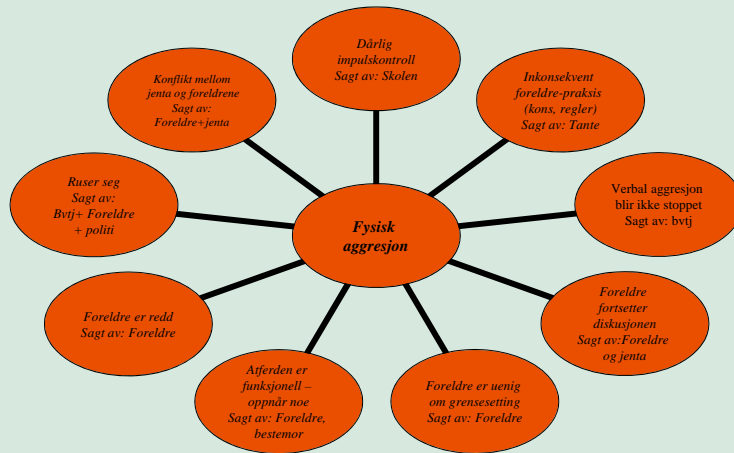 Dårlig
impulskontroll
Sagt av: Skolen
Konflikt mellom
jenta og foreldrene
Sagt av:
Foreldre+jenta
Inkonsekvent
foreldre-praksis
(kons, regler)
Sagt av: Tante
Ruser seg
Sagt av:
Bvtj+ Foreldre
+ politi
Verbal aggresjon
blir ikke stoppet
Sagt av: bvtj
Fysisk
aggresjon
Foreldre er redd
Sagt av: Foreldre
Foreldre
fortsetter
diskusjonen
Sagt av:Foreldre
og jenta
Atferden er
funksjonell –
oppnår noe
Sagt av: Foreldre,
bestemor
Foreldre er uenig
om grensesetting
Sagt av: Foreldre